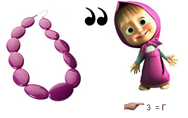 ❜❜
3 = Г